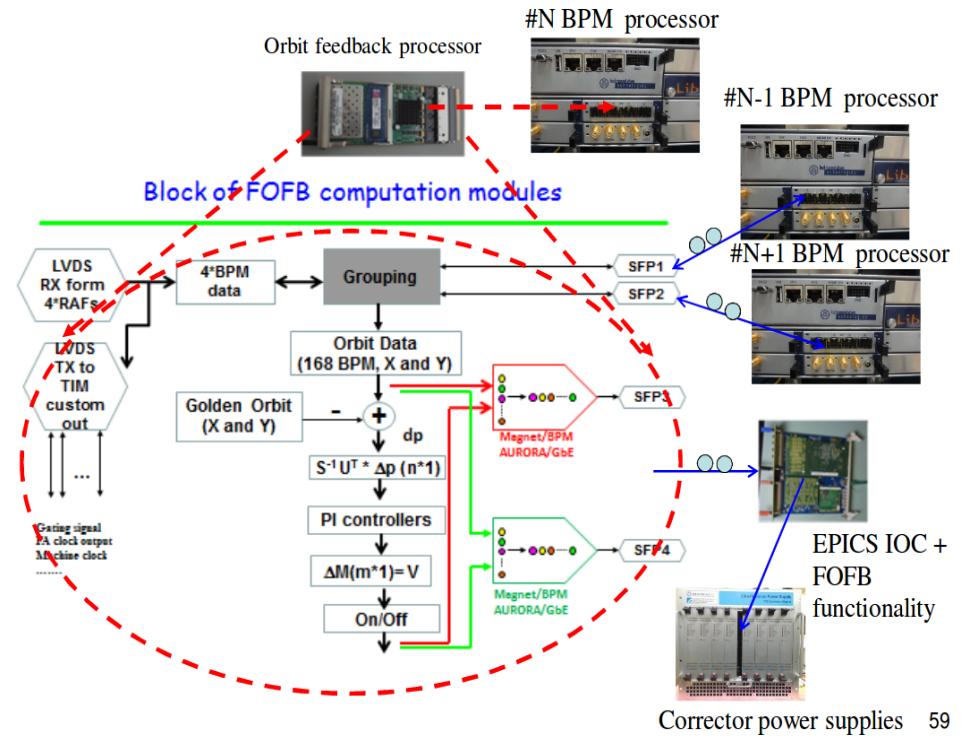 #N BPM processor
Orbit feedback processor
#N-1 BPM processor
Block of FOFB computation modules
#N+1 BPM processor
LVDS
RX form
4*RAFs
4*BPM
data
Grouping
SFP1
SFP2
LVDS
TX to
TIM
custom
out
Orbit Data
(168 BPM, X and Y)
Golden Orbit
(X and Y)
−
+
dp
Magnet/BPM
AURORA/GbE
SFP3
S⁻¹ Uᵀ * Δp (n*1)
...
PI controllers
Gating signal
PA clock output
Machine clock
.......
ΔM(m*1)= V
On/Off
Magnet/BPM
AURORA/GbE
SFP4
EPICS IOC +
FOFB
functionality
Corrector power supplies
59